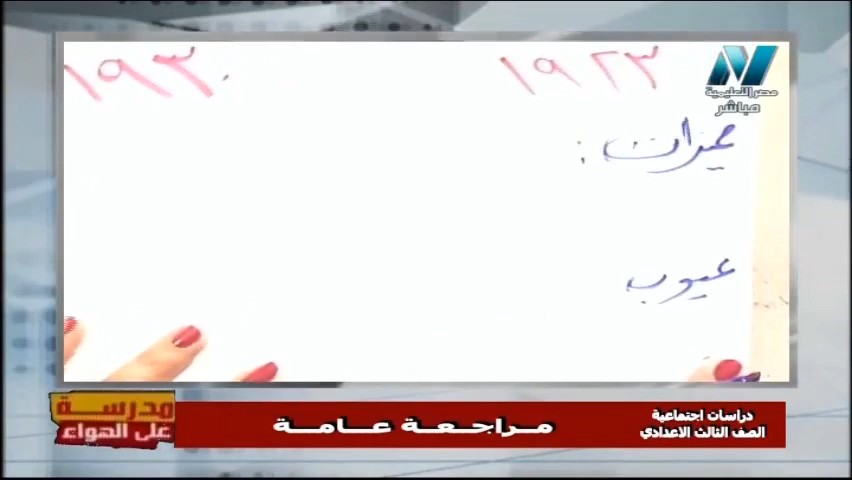 ١٩٢٣
١٩٣٠
مميزات :
عيوب
مصر التعليمية
مباشر
دراسات اجتماعية
الصف الثالث الاعدادي
مراجعة عامة
مدرسة
على الهواء